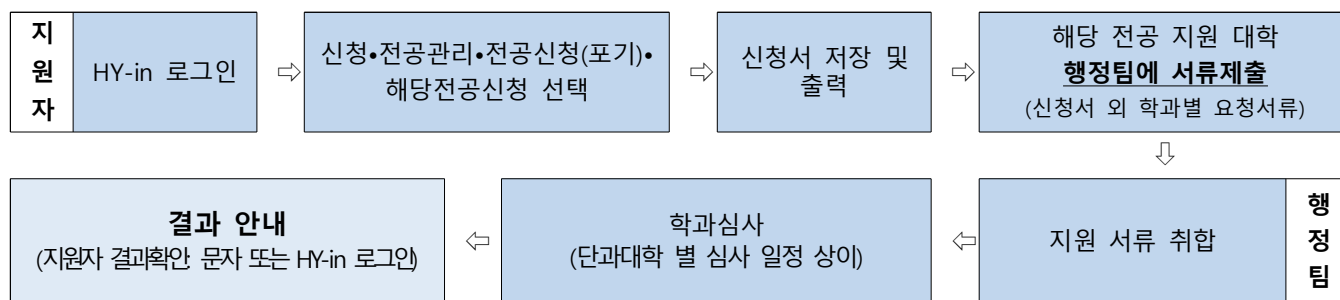 지
원
자
HY-in 로그인
⇨
신청•전공관리•전공신청(포기)•
해당전공신청 선택
⇨
신청서 저장 및
출력
⇨
해당 전공 지원 대학
행정팀에 서류제출
(신청서 외 학과별 요청서류)
⇩
행
정
팀
지원 서류 취합
⇦
학과심사
(단과대학 별 심사 일정 상이)
⇦
결과 안내
(지원자 결과확인: 문자 또는 HY-in 로그인)